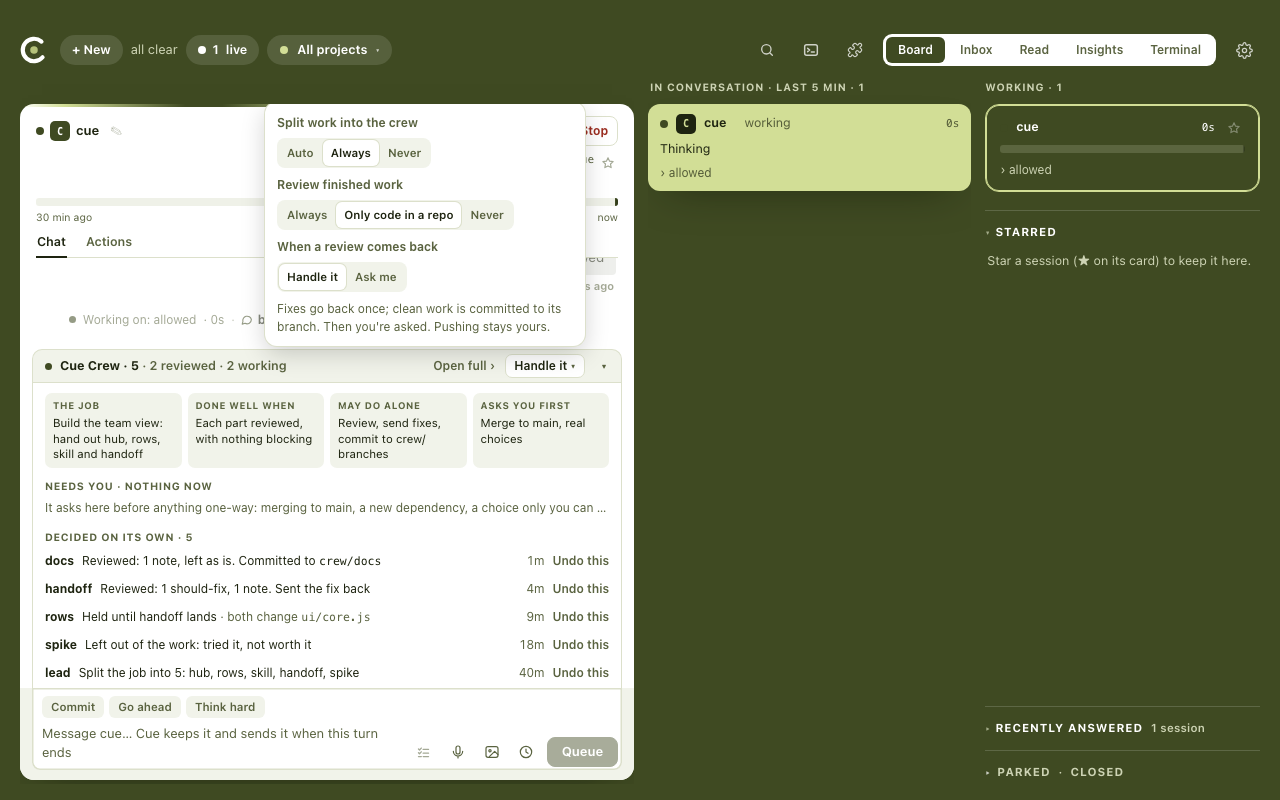 + New
all clear
1 live
All projects
Board
Inbox
Read
Insights
Terminal
C cue
Stop
30 min ago
now
Chat
Actions
s ago
Working on: allowed · 0s ·
Split work into the crew
Auto
Always
Never
Review finished work
Always
Only code in a repo
Never
When a review comes back
Handle it
Ask me
Fixes go back once; clean work is committed to its
branch. Then you're asked. Pushing stays yours.
Cue Crew · 5 · 2 reviewed · 2 working
Open full ›
Handle it
THE JOB
Build the team view:
hand out hub, rows,
skill and handoff
DONE WELL WHEN
Each part reviewed,
with nothing blocking
MAY DO ALONE
Review, send fixes,
commit to crew/
branches
ASKS YOU FIRST
Merge to main, real
choices
NEEDS YOU · NOTHING NOW
It asks here before anything one-way: merging to main, a new dependency, a choice only you can ...
DECIDED ON ITS OWN · 5
docs Reviewed: 1 note, left as is. Committed to crew/docs 1m Undo this
handoff Reviewed: 1 should-fix, 1 note. Sent the fix back 4m Undo this
rows Held until handoff lands · both change ui/core.js 9m Undo this
spike Left out of the work: tried it, not worth it 18m Undo this
lead Split the job into 5: hub, rows, skill, handoff, spike 40m Undo this
Commit
Go ahead
Think hard
Message cue... Cue keeps it and sends it when this turn
ends
Queue
IN CONVERSATION · LAST 5 MIN · 1
C cue working 0s
Thinking
› allowed
WORKING · 1
cue 0s
› allowed
STARRED
Star a session (★ on its card) to keep it here.
RECENTLY ANSWERED 1 session
PARKED · CLOSED